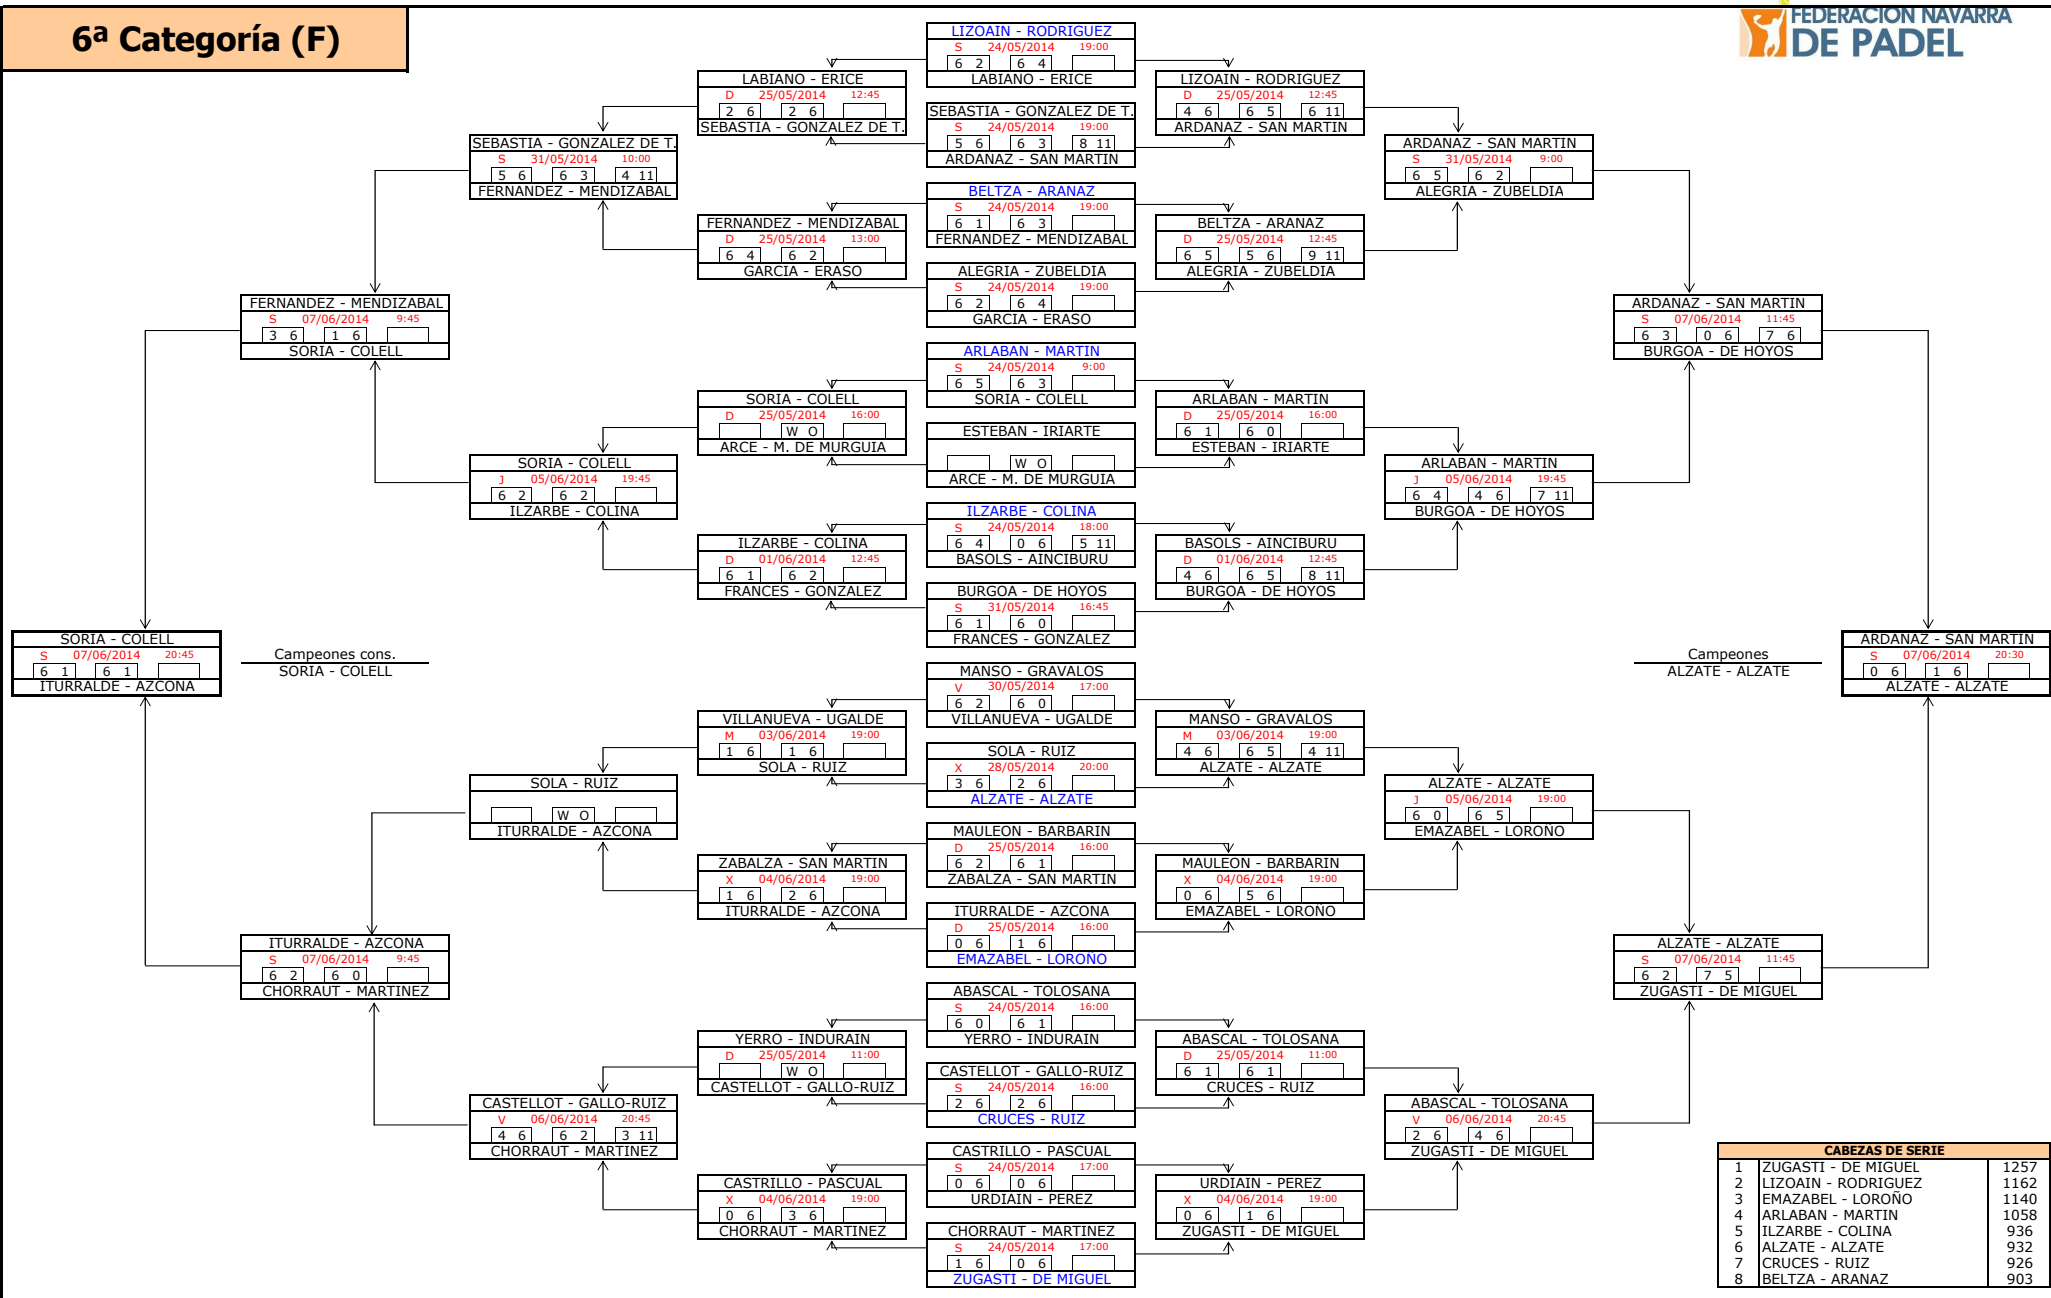 6ª Categoría (F)
FEDERACIÓN NAVARRA
DE PADEL
LIZOAIN - RODRIGUEZ
S 24/05/2014 19:00
6 2 6 4
LABIANO - ERICE
SEBASTIA - GONZALEZ DE T.
S 24/05/2014 19:00
5 6 6 3 8 11
ARDANAZ - SAN MARTIN
BELTZA - ARANAZ
S 24/05/2014 19:00
6 1 6 3
FERNANDEZ - MENDIZABAL
ALEGRIA - ZUBELDIA
S 24/05/2014 19:00
6 2 6 4
GARCIA - ERASO
ARLABAN - MARTIN
S 24/05/2014 9:00
6 5 6 3
SORIA - COLELL
ESTEBAN - IRIARTE
W O
ARCE - M. DE MURGUIA
ILZARBE - COLINA
S 24/05/2014 18:00
6 4 0 6 5 11
BASOLS - AINCIBURU
BURGOA - DE HOYOS
S 31/05/2014 16:45
6 1 6 0
FRANCES - GONZALEZ
MANSO - GRAVALOS
V 30/05/2014 17:00
6 2 6 0
VILLANUEVA - UGALDE
SOLA - RUIZ
X 28/05/2014 20:00
3 6 2 6
ALZATE - ALZATE
MAULEON - BARBARIN
D 25/05/2014 16:00
6 2 6 1
ZABALZA - SAN MARTIN
ITURRALDE - AZCONA
D 25/05/2014 16:00
0 6 1 6
EMAZABEL - LOROÑO
ABASCAL - TOLOSANA
S 24/05/2014 16:00
6 0 6 1
YERRO - INDURAIN
CASTELLOT - GALLO-RUIZ
S 24/05/2014 16:00
2 6 2 6
CRUCES - RUIZ
CASTRILLO - PASCUAL
S 24/05/2014 17:00
0 6 0 6
URDIAIN - PEREZ
CHORRAUT - MARTINEZ
S 24/05/2014 17:00
1 6 0 6
ZUGASTI - DE MIGUEL
LABIANO - ERICE
D 25/05/2014 12:45
2 6 2 6
SEBASTIA - GONZALEZ DE T.
FERNANDEZ - MENDIZABAL
D 25/05/2014 13:00
6 4 6 2
GARCIA - ERASO
SORIA - COLELL
D 25/05/2014 16:00
W O
ARCE - M. DE MURGUIA
ILZARBE - COLINA
D 01/06/2014 12:45
6 1 6 2
FRANCES - GONZALEZ
VILLANUEVA - UGALDE
M 03/06/2014 19:00
1 6 1 6
SOLA - RUIZ
ZABALZA - SAN MARTIN
X 04/06/2014 19:00
1 6 2 6
ITURRALDE - AZCONA
YERRO - INDURAIN
D 25/05/2014 11:00
W O
CASTELLOT - GALLO-RUIZ
CASTRILLO - PASCUAL
X 04/06/2014 19:00
0 6 3 6
CHORRAUT - MARTINEZ
SEBASTIA - GONZALEZ DE T.
S 31/05/2014 10:00
5 6 6 3 4 11
FERNANDEZ - MENDIZABAL
SORIA - COLELL
J 05/06/2014 19:45
6 2 6 2
ILZARBE - COLINA
SOLA - RUIZ
W O
ITURRALDE - AZCONA
CASTELLOT - GALLO-RUIZ
V 06/06/2014 20:45
4 6 6 2 3 11
CHORRAUT - MARTINEZ
FERNANDEZ - MENDIZABAL
S 07/06/2014 9:45
3 6 1 6
SORIA - COLELL
ITURRALDE - AZCONA
S 07/06/2014 9:45
6 2 6 0
CHORRAUT - MARTINEZ
SORIA - COLELL
S 07/06/2014 20:45
6 1 6 1
ITURRALDE - AZCONA
Campeones cons.
SORIA - COLELL
LIZOAIN - RODRIGUEZ
D 25/05/2014 12:45
4 6 6 5 6 11
ARDANAZ - SAN MARTIN
BELTZA - ARANAZ
D 25/05/2014 12:45
6 5 5 6 9 11
ALEGRIA - ZUBELDIA
ARLABAN - MARTIN
D 25/05/2014 16:00
6 1 6 0
ESTEBAN - IRIARTE
BASOLS - AINCIBURU
D 01/06/2014 12:45
4 6 6 5 8 11
BURGOA - DE HOYOS
MANSO - GRAVALOS
M 03/06/2014 19:00
4 6 6 5 4 11
ALZATE - ALZATE
MAULEON - BARBARIN
X 04/06/2014 19:00
0 6 5 6
EMAZABEL - LOROÑO
ABASCAL - TOLOSANA
D 25/05/2014 11:00
6 1 6 1
CRUCES - RUIZ
URDIAIN - PEREZ
X 04/06/2014 19:00
0 6 1 6
ZUGASTI - DE MIGUEL
ARDANAZ - SAN MARTIN
S 31/05/2014 9:00
6 5 6 2
ALEGRIA - ZUBELDIA
ARLABAN - MARTIN
J 05/06/2014 19:45
6 4 4 6 7 11
BURGOA - DE HOYOS
ALZATE - ALZATE
J 05/06/2014 19:00
6 0 6 5
EMAZABEL - LOROÑO
ABASCAL - TOLOSANA
V 06/06/2014 20:45
2 6 4 6
ZUGASTI - DE MIGUEL
ARDANAZ - SAN MARTIN
S 07/06/2014 11:45
6 3 0 6 7 6
BURGOA - DE HOYOS
ALZATE - ALZATE
S 07/06/2014 11:45
6 2 7 5
ZUGASTI - DE MIGUEL
Campeones
ALZATE - ALZATE
ARDANAZ - SAN MARTIN
S 07/06/2014 20:30
0 6 1 6
ALZATE - ALZATE
CABEZAS DE SERIE
1 ZUGASTI - DE MIGUEL 1257
2 LIZOAIN - RODRIGUEZ 1162
3 EMAZABEL - LOROÑO 1140
4 ARLABAN - MARTIN 1058
5 ILZARBE - COLINA 936
6 ALZATE - ALZATE 932
7 CRUCES - RUIZ 926
8 BELTZA - ARANAZ 903